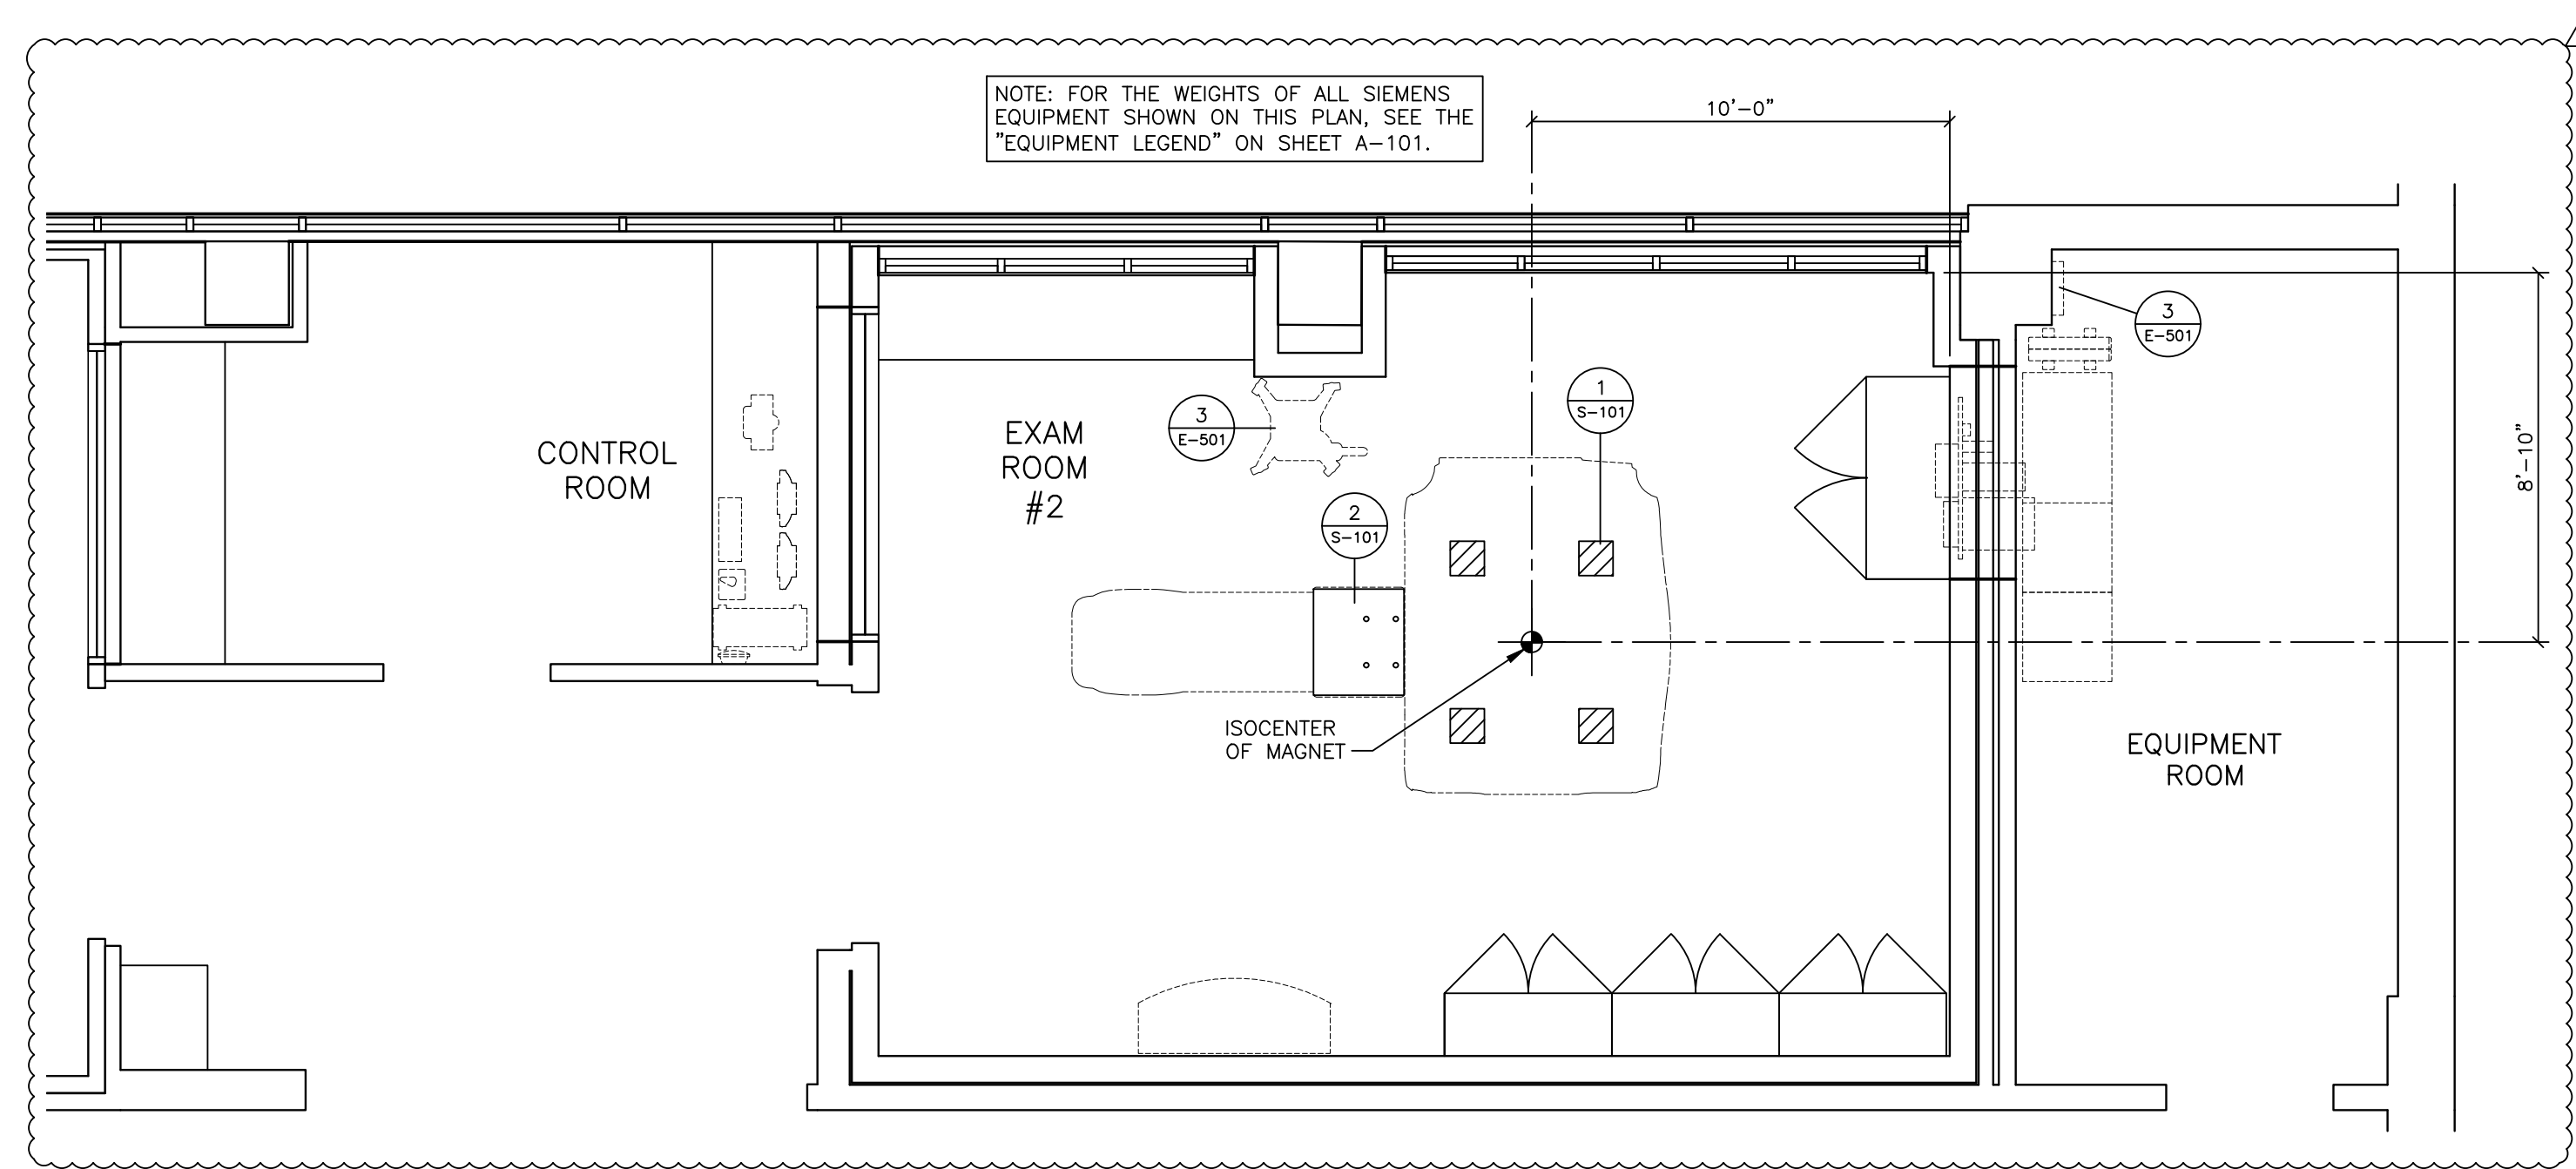 NOTE: FOR THE WEIGHTS OF ALL SIEMENS
EQUIPMENT SHOWN ON THIS PLAN, SEE THE
"EQUIPMENT LEGEND" ON SHEET A-101.
10'-0"
3
E-501
1
S-101
3
E-501
EXAM
ROOM
#2
CONTROL
ROOM
8'-10"
2
S-101
ISOCENTER
OF MAGNET
EQUIPMENT
ROOM